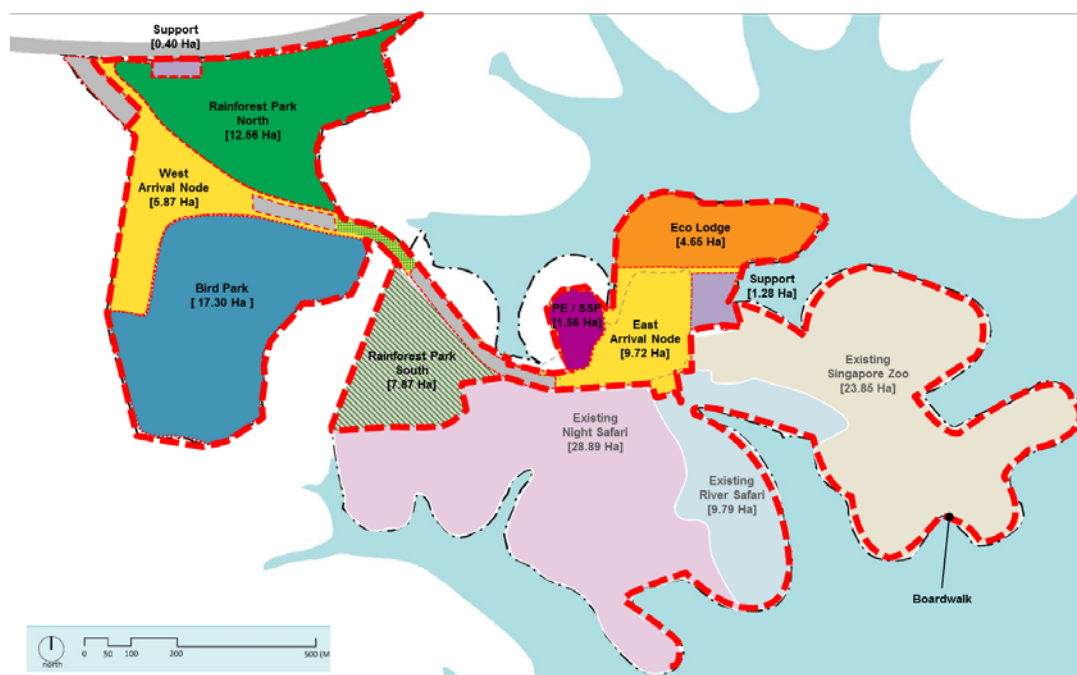 Support
[0.40 Ha]
Rainforest Park
North
[12.56 Ha]
West
Arrival Node
[5.87 Ha]
Bird Park
[ 17.30 Ha ]
Eco Lodge
[4.65 Ha]
Support
[1.28 Ha]
PE / SSP
[1.56 Ha]
East
Arrival Node
[9.72 Ha]
Rainforest Park
South
[7.87 Ha]
Existing
Singapore Zoo
[23.85 Ha]
Existing
Night Safari
[28.89 Ha]
Existing
River Safari
[9.79 Ha]
Boardwalk
north
0 50 100 200 500 (M